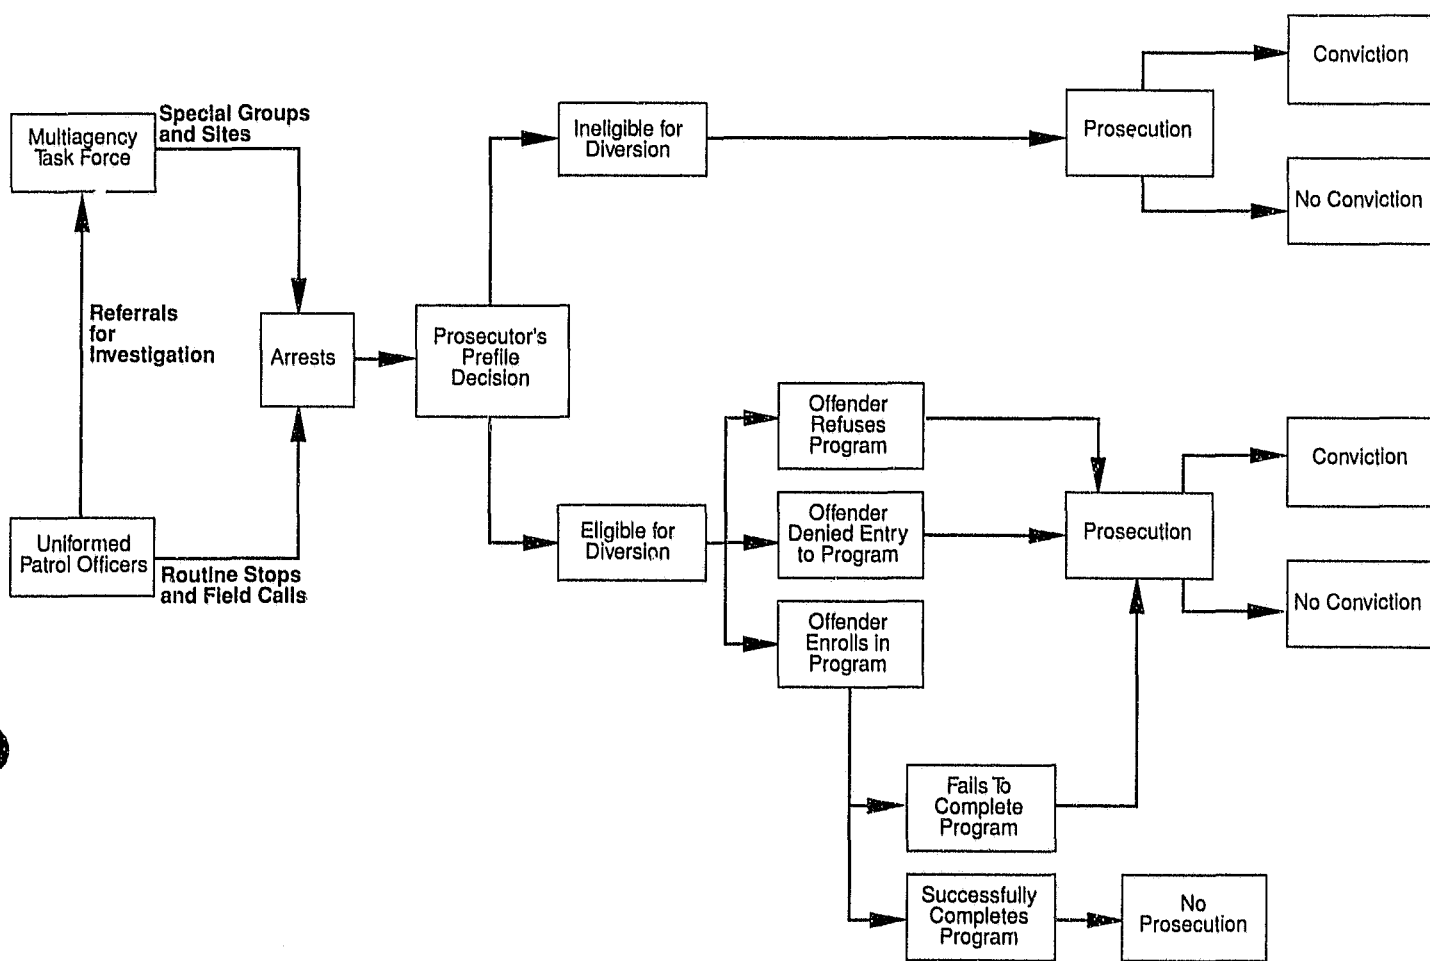 Multiagency
Task Force
Special Groups
and Sites
Referrals
for
Investigation
Uniformed
Patrol Officers
Routine Stops
and Field Calls
Arrests
Prosecutor's
Prefile
Decision
Ineligible for
Diversion
Prosecution
Conviction
No Conviction
Eligible for
Diversion
Offender
Refuses
Program
Offender
Denied Entry
to Program
Offender
Enrolls in
Program
Prosecution
Conviction
No Conviction
Fails To
Complete
Program
Successfully
Completes
Program
No
Prosecution